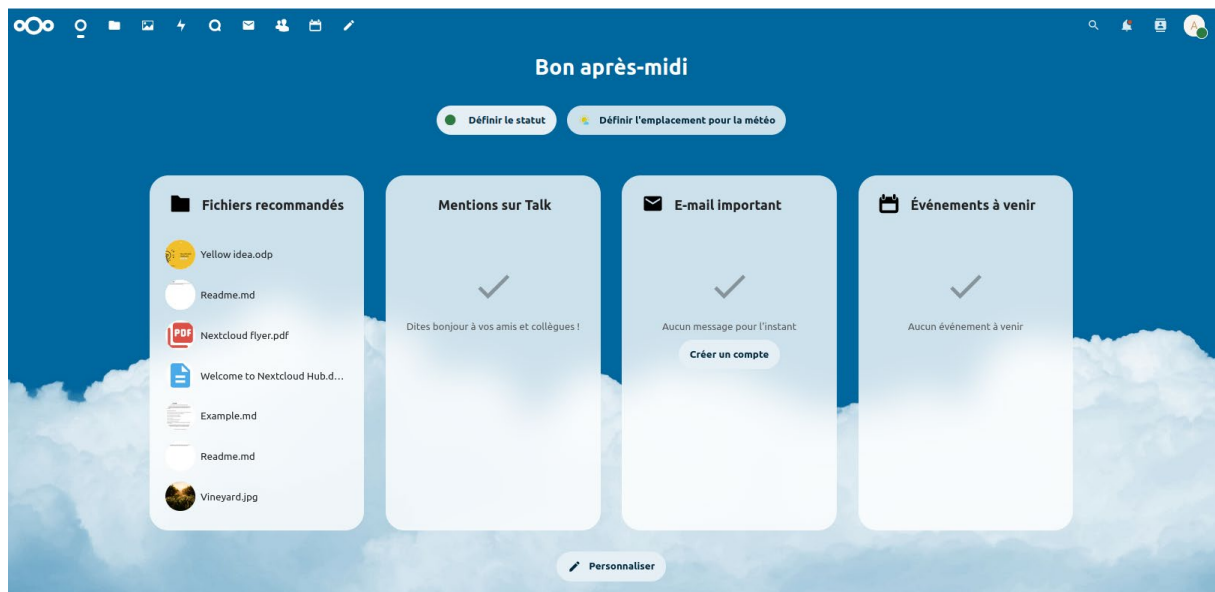 A
Bon après-midi
Définir le statut
Définir l'emplacement pour la météo
Fichiers recommandés
Yellow idea.odp
Readme.md
PDF
Nextcloud flyer.pdf
Welcome to Nextcloud Hub.d...
Example.md
Readme.md
Vineyard.jpg
Mentions sur Talk
Dites bonjour à vos amis et collègues !
E-mail important
Aucun message pour l'instant
Créer un compte
Événements à venir
Aucun événement à venir
Personnaliser